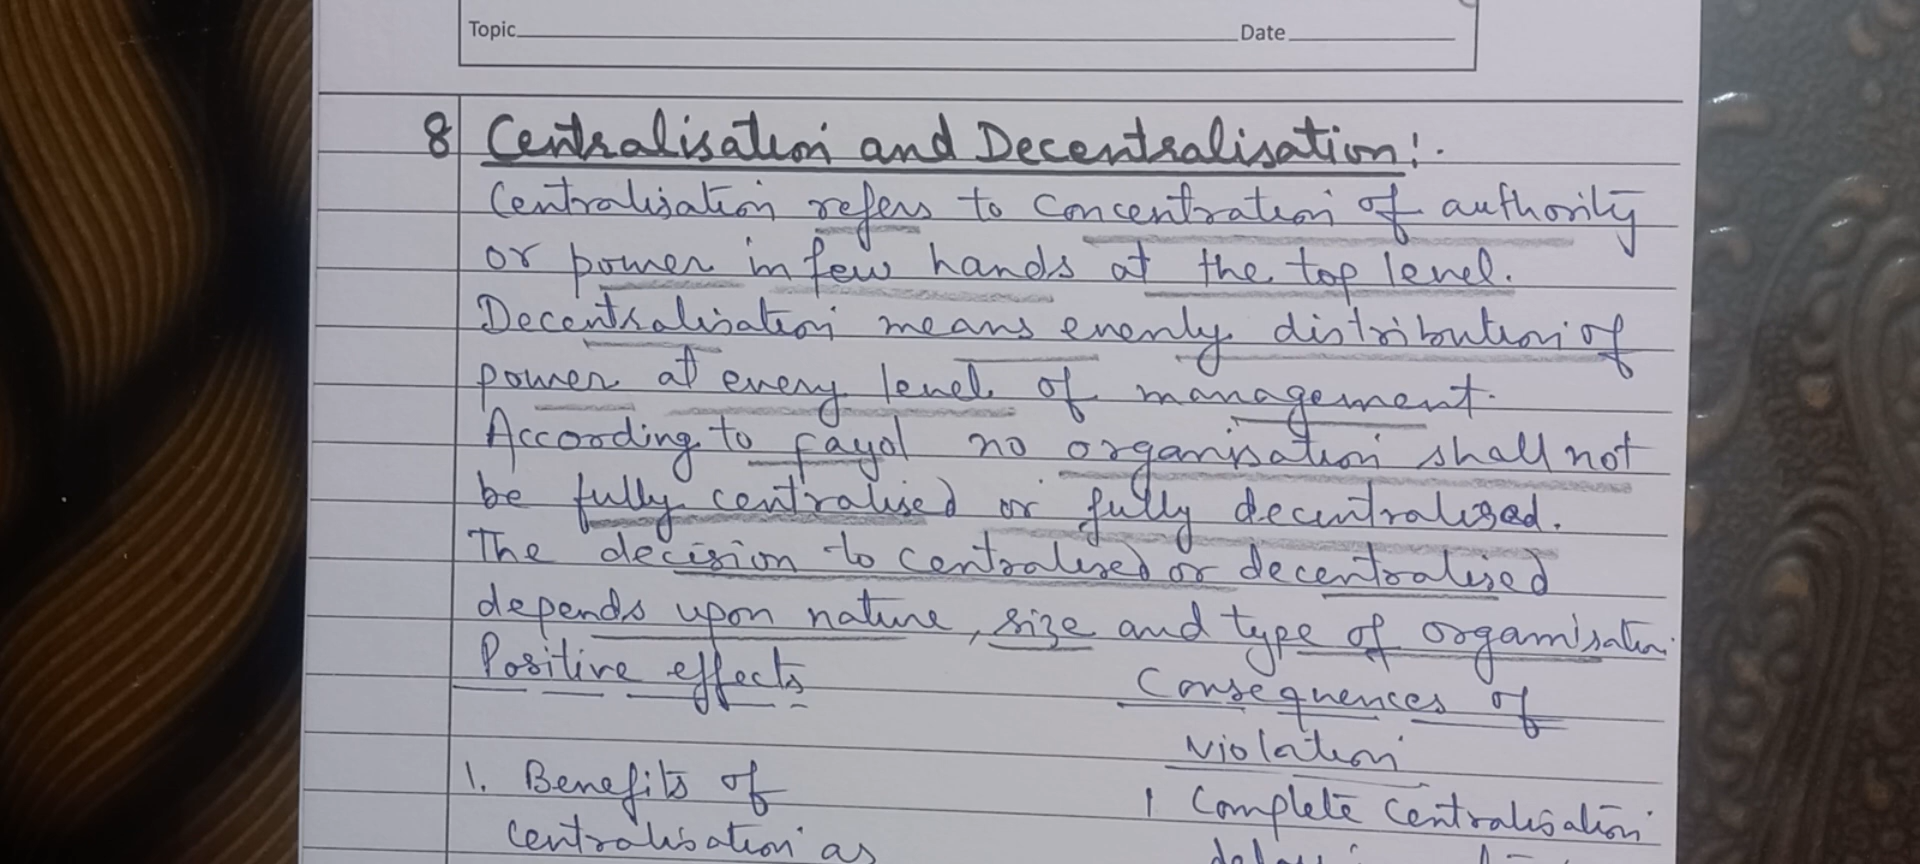 Topic Date
8 Centralisation and Decentralisation:-
Centralisation refers to concentration of authority
or power in few hands at the top level.
Decentralisation means evenly distribution of
power at every level of management.
According to fayol no organisation shall not
be fully centralised or fully decentralised.
The decision to centralised or decentralised
depends upon nature, size and type of organisation.
Positive effects
Consequences of
violation
1. Benefits of
centralisation as
1 Complete Centralisation